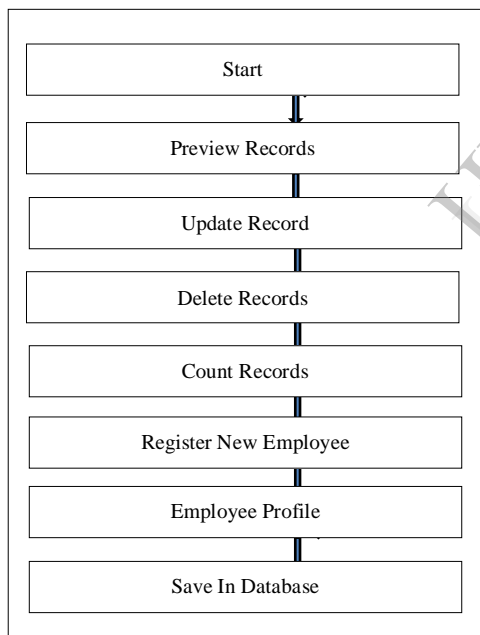 Start
Preview Records
Update Record
Delete Records
Count Records
Register New Employee
Employee Profile
Save In Database